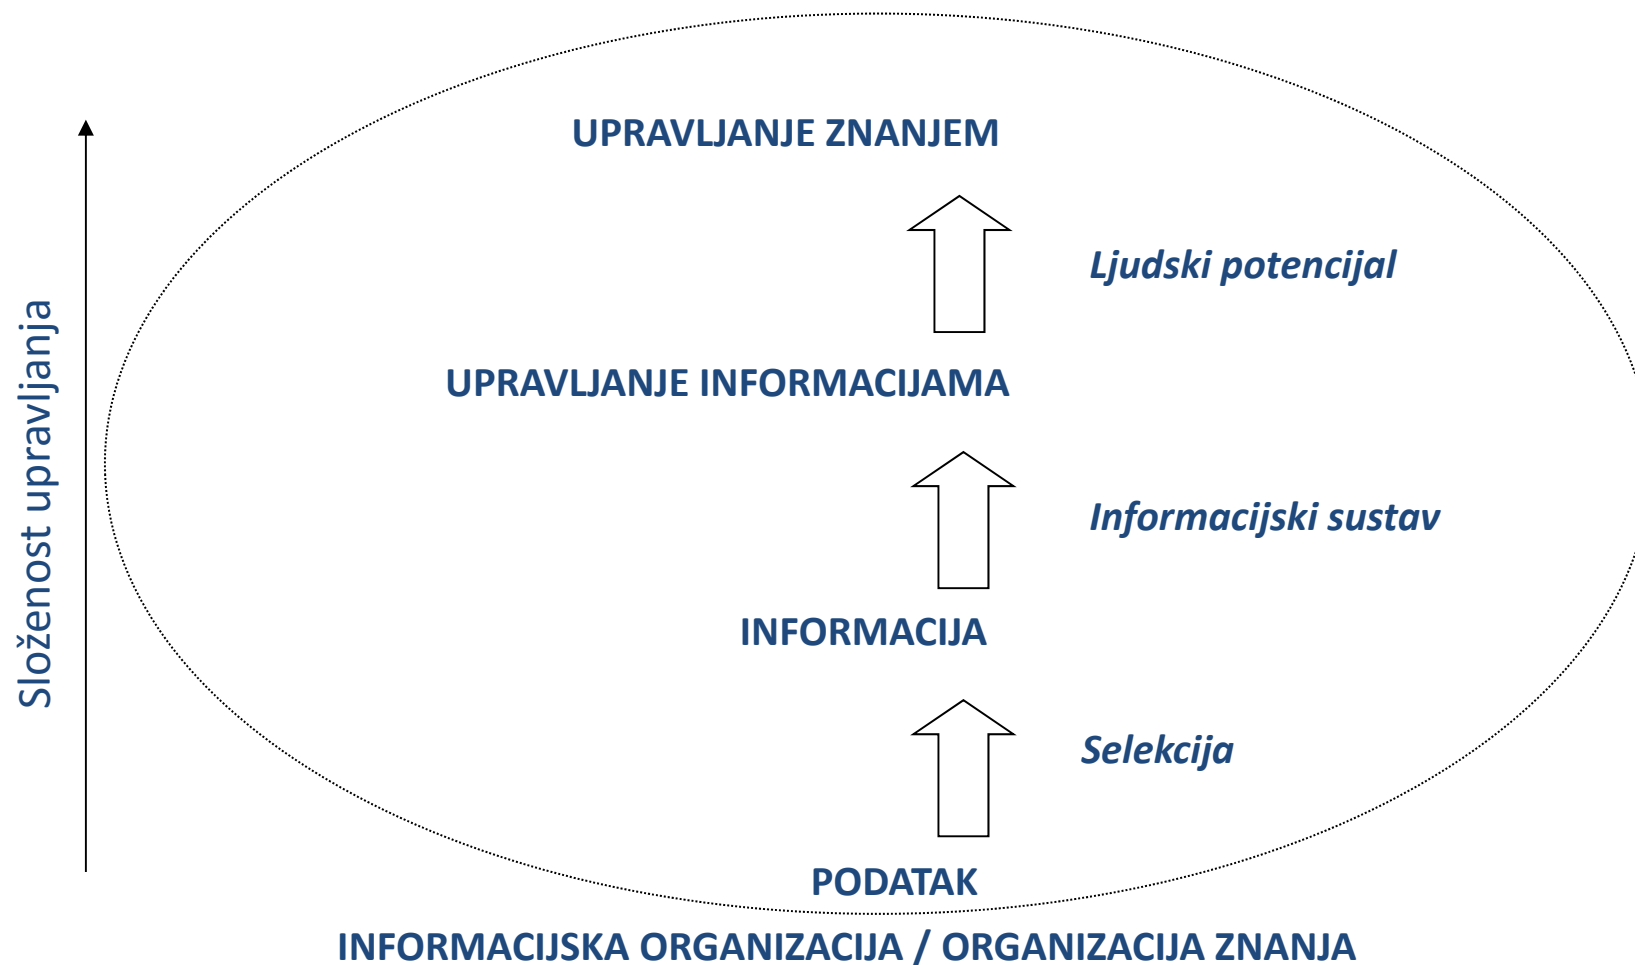 UPRAVLJANJE ZNANJEM
Ljudski potencijal
UPRAVLJANJE INFORMACIJAMA
Složenost upravljanja
Informacijski sustav
INFORMACIJA
Selekcija
PODATAK
INFORMACIJSKA ORGANIZACIJA / ORGANIZACIJA ZNANJA